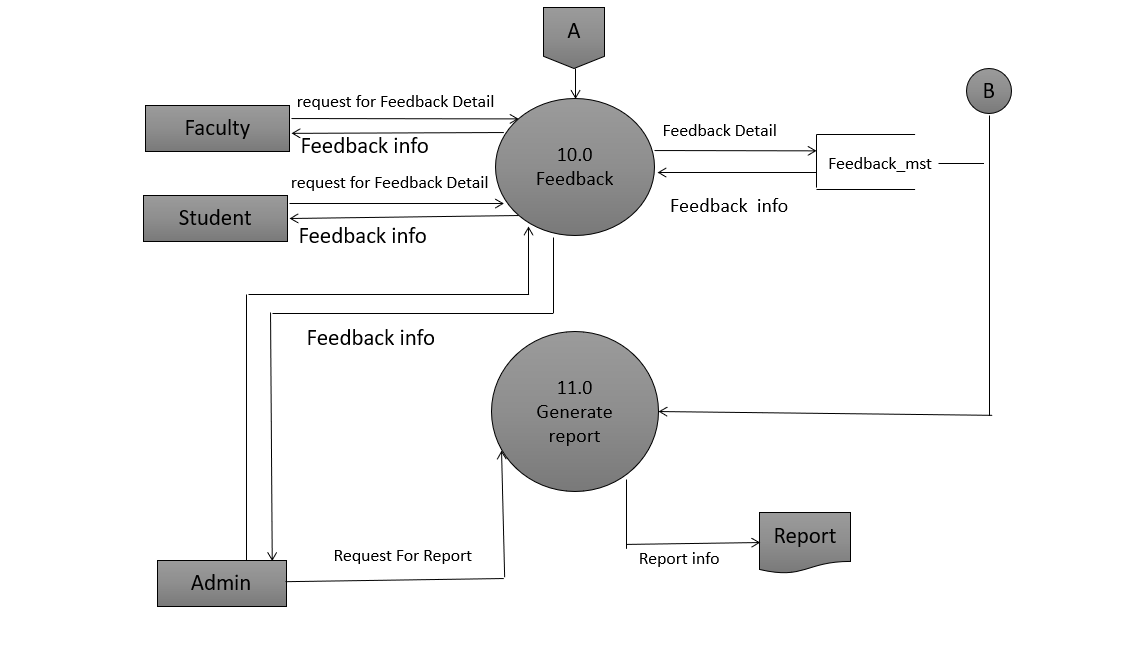 A
B
request for Feedback Detail
Faculty
Feedback info
10.0
Feedback
Feedback Detail
Feedback_mst
Feedback info
request for Feedback Detail
Student
Feedback info
Feedback info
11.0
Generate
report
Report
Request For Report
Report info
Admin